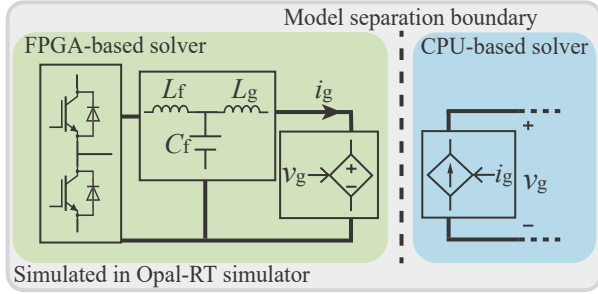 Model separation boundary
FPGA-based solver
CPU-based solver
Lf Lg ig
Cf
vg
+
−
ig
+
vg
−
Simulated in Opal-RT simulator